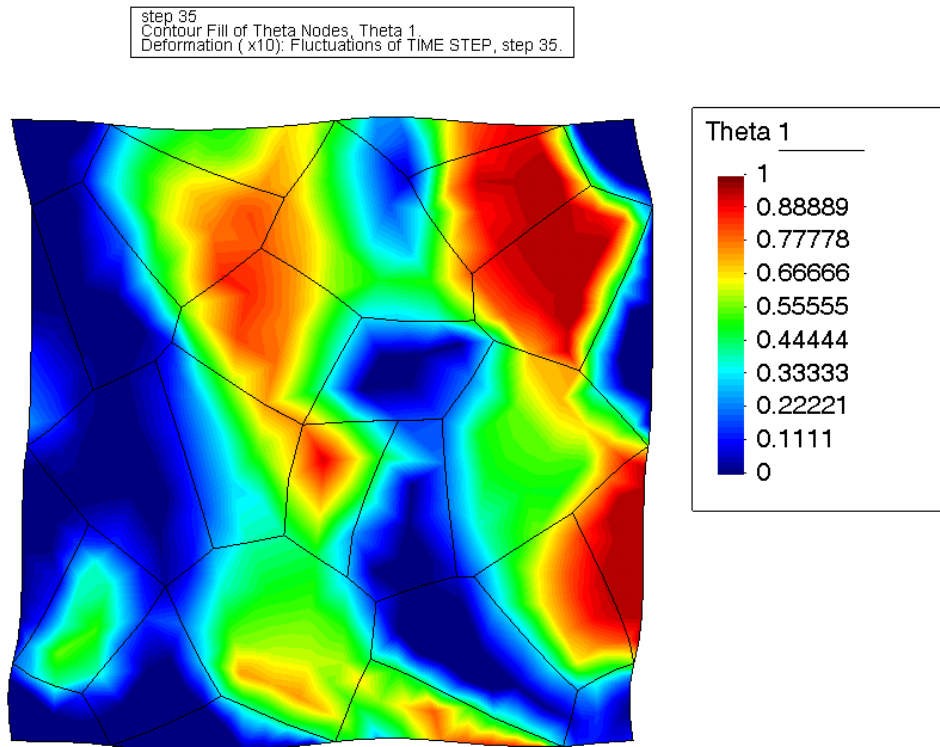 step 35
Contour Fill of Theta Nodes, Theta 1.
Deformation ( x10): Fluctuations of TIME STEP, step 35.
Theta 1
1
0.88889
0.77778
0.66666
0.55555
0.44444
0.33333
0.22221
0.1111
0